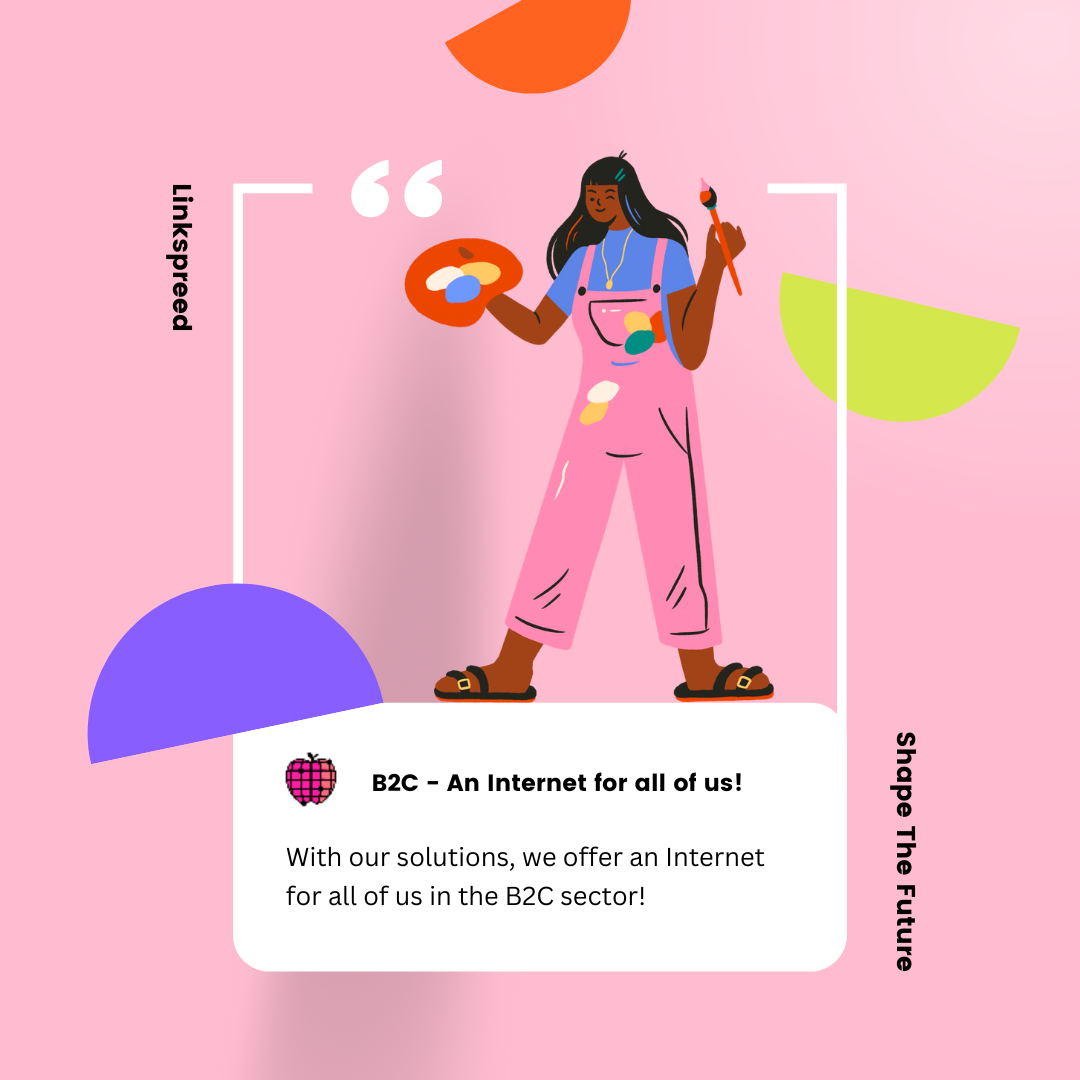 Linkspreed
B2C - An Internet for all of us!
With our solutions, we offer an Internet
for all of us in the B2C sector!
Shape The Future